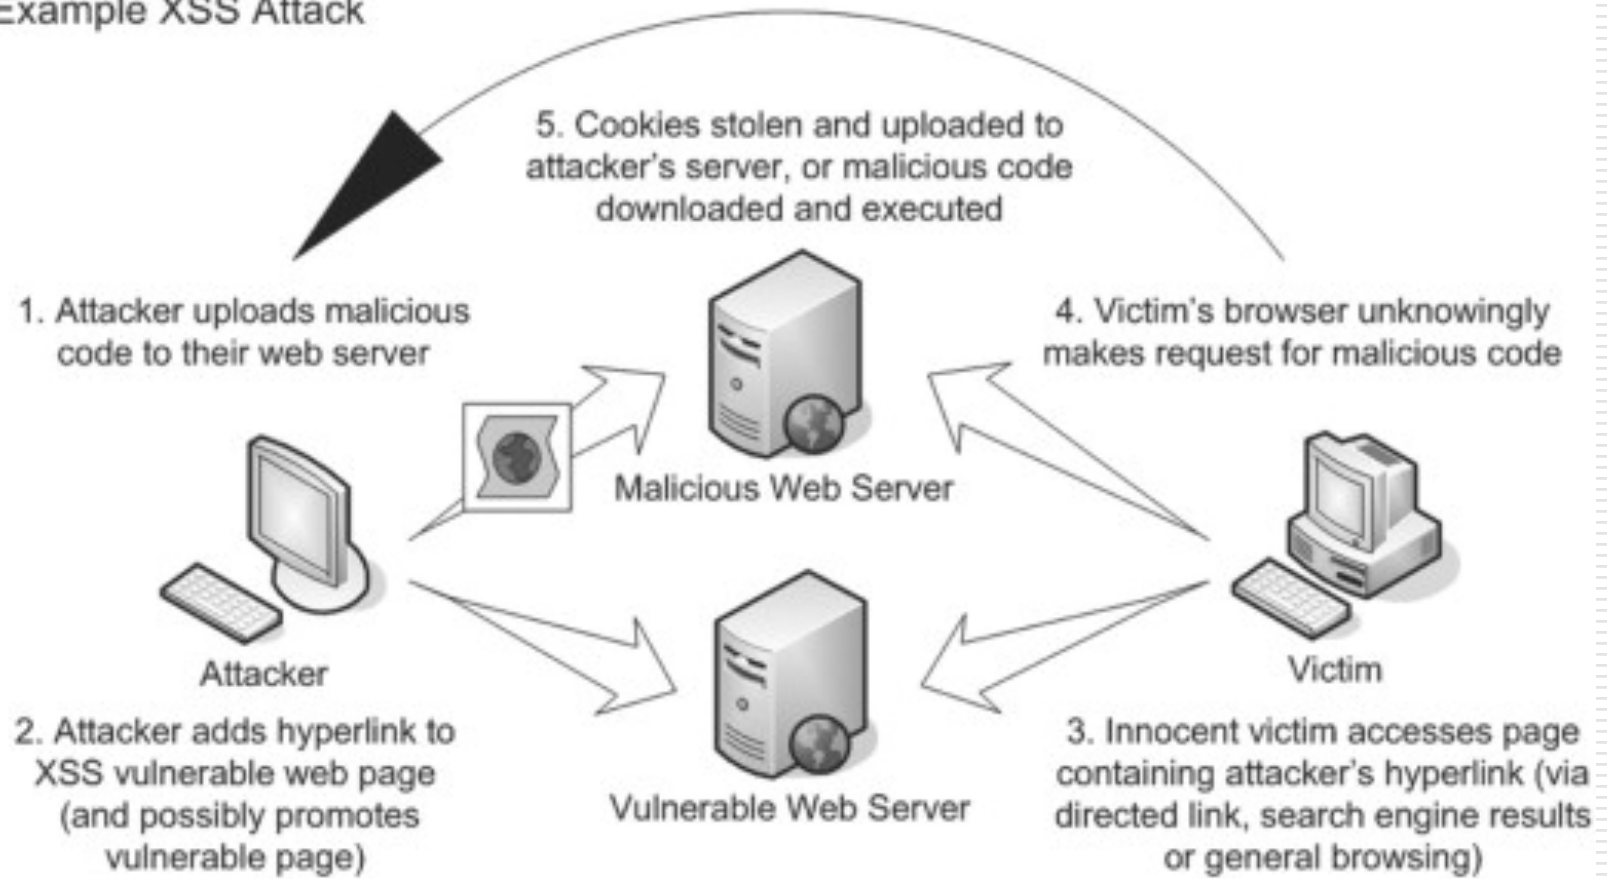 Example XSS Attack
5. Cookies stolen and uploaded to
attacker's server, or malicious code
downloaded and executed
1. Attacker uploads malicious
code to their web server
4. Victim's browser unknowingly
makes request for malicious code
Malicious Web Server
Attacker
Victim
2. Attacker adds hyperlink to
XSS vulnerable web page
(and possibly promotes
vulnerable page)
Vulnerable Web Server
3. Innocent victim accesses page
containing attacker's hyperlink (via
directed link, search engine results
or general browsing)